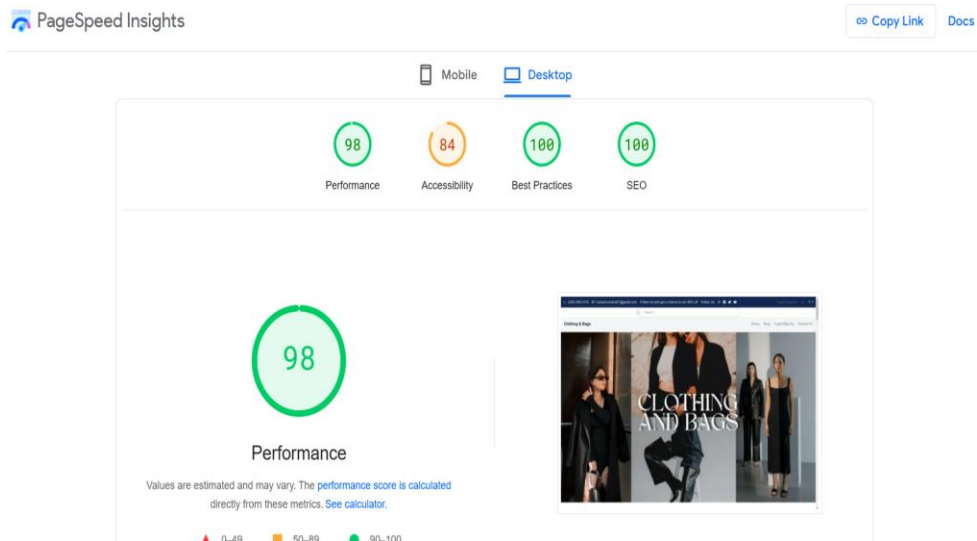 PageSpeed Insights
Copy Link
Docs
Mobile
Desktop
98
84
100
100
Performance
Accessibility
Best Practices
SEO
98
Performance
Values are estimated and may vary. The performance score is calculated
directly from these metrics. See calculator.
0–49
50–89
90–100
Clothing & Bags
CLOTHING
AND BAGS